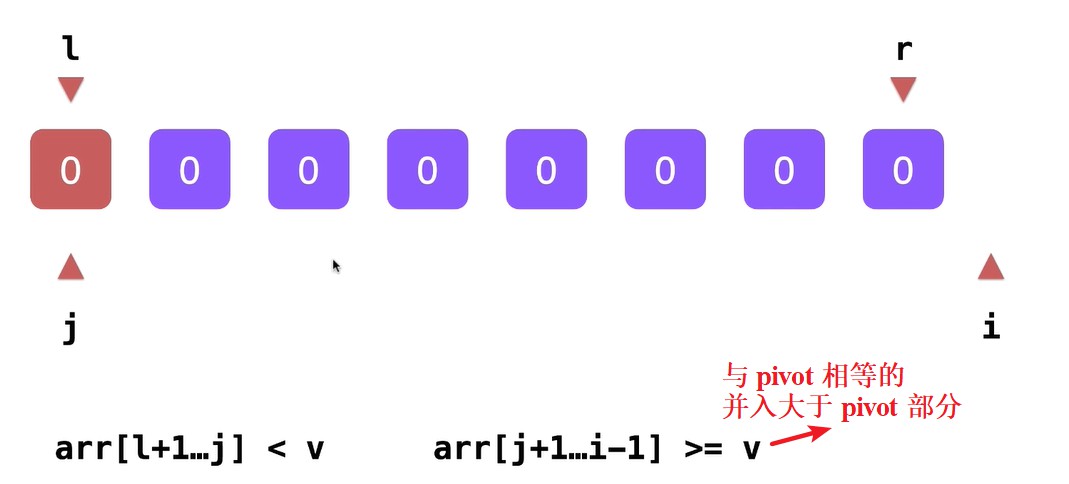 l r
0 0 0 0 0 0 0 0
j i
与 pivot 相等的
并入大于 pivot 部分
arr[l+1…j] < v arr[j+1…i-1] >= v